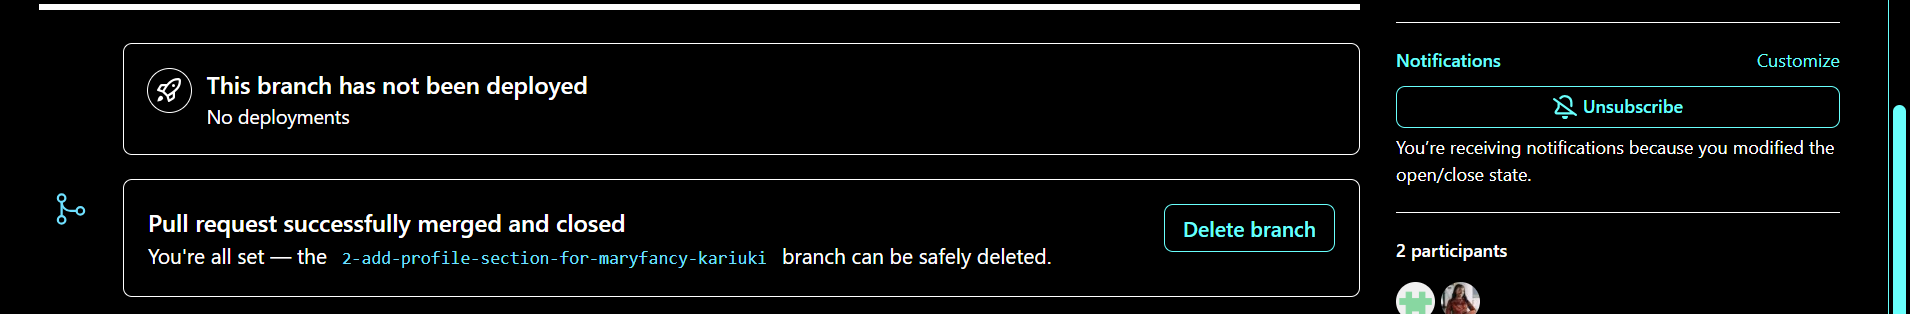 This branch has not been deployed
No deployments
Pull request successfully merged and closed
You're all set — the 2-add-profile-section-for-maryfancy-kariuki branch can be safely deleted.
Delete branch
Notifications
Customize
Unsubscribe
You’re receiving notifications because you modified the
open/close state.
2 participants